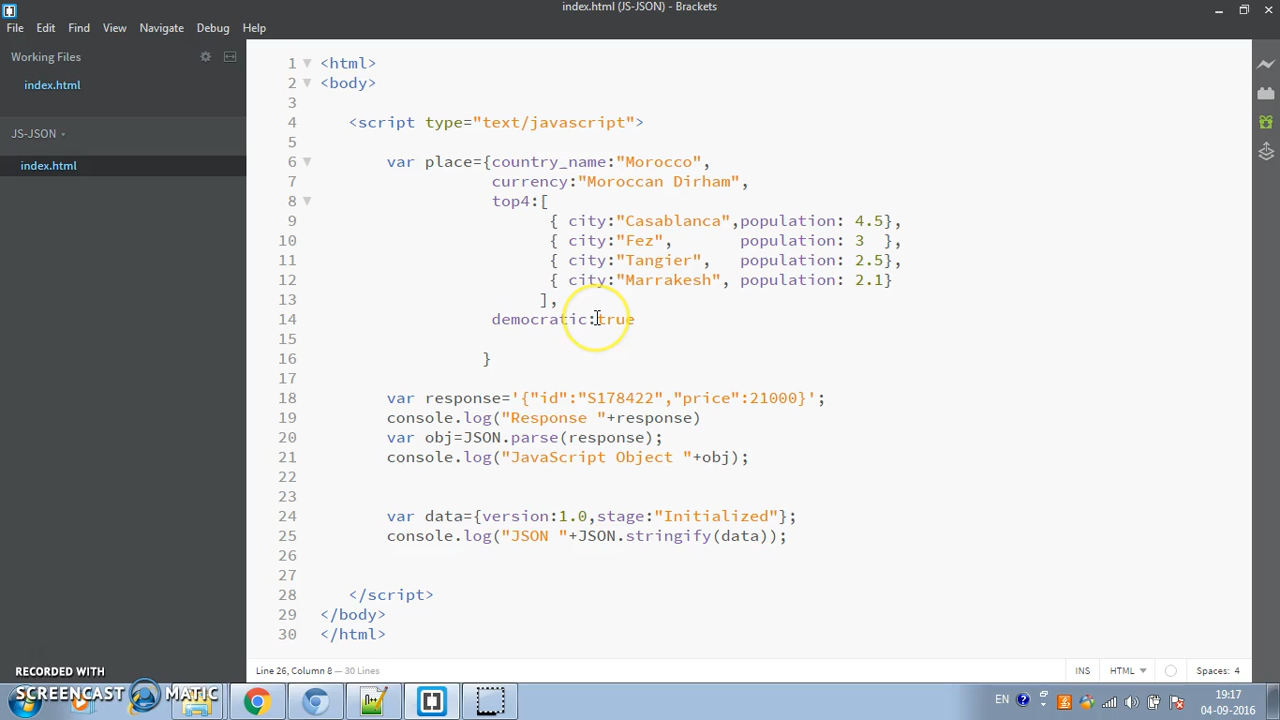 index.html (JS-JSON) - Brackets
File Edit Find View Navigate Debug Help
Working Files
index.html
JS-JSON
index.html
1 <html>
2 <body>
3
4 <script type="text/javascript">
5
6 var place={country_name:"Morocco",
7 currency:"Moroccan Dirham",
8 top4:[
9 { city:"Casablanca",population: 4.5},
10 { city:"Fez", population: 3 },
11 { city:"Tangier", population: 2.5},
12 { city:"Marrakesh", population: 2.1}
13 ],
14 democratic:true
15
16 }
17
18 var response='{"id":"S178422","price":21000}';
19 console.log("Response "+response)
20 var obj=JSON.parse(response);
21 console.log("JavaScript Object "+obj);
22
23
24 var data={version:1.0,stage:"Initialized"};
25 console.log("JSON "+JSON.stringify(data));
26
27
28 </script>
29 </body>
30 </html>
Line 26, Column 8 — 30 Lines
INS HTML Spaces: 4
RECORDED WITH
SCREENCAST MATIC
EN 19:17
04-09-2016